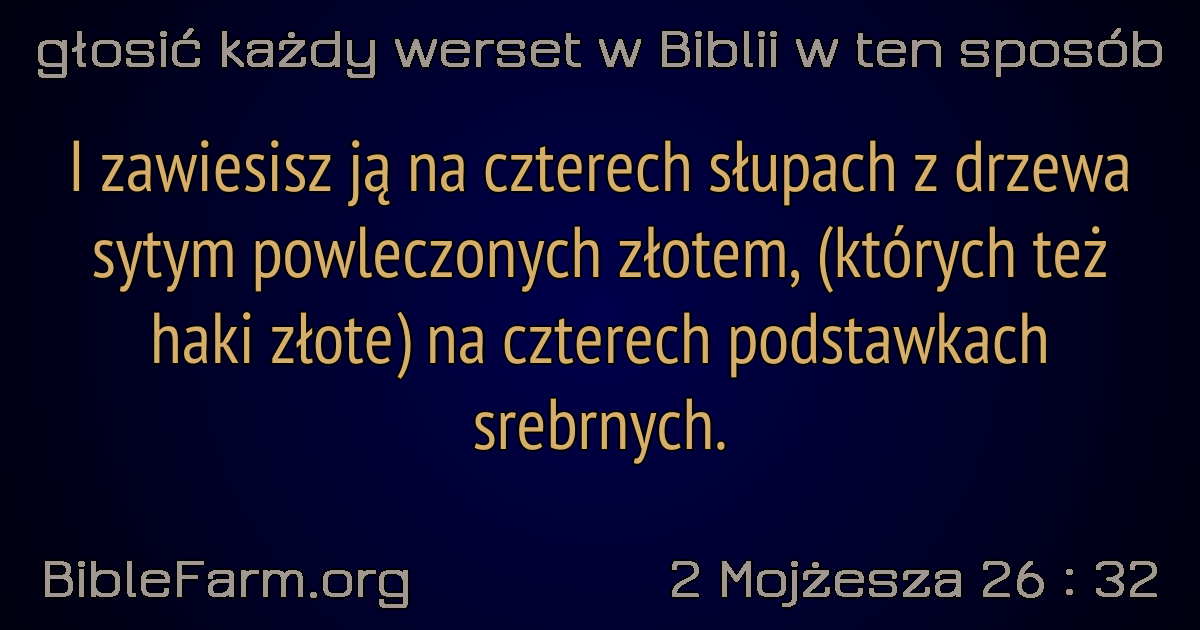 głosić każdy werset w Biblii w ten sposób
I zawiesisz ją na czterech słupach z drzewa
sytym powleczonych złotem, (których też
haki złote) na czterech podstawkach
srebrnych.
BibleFarm.org
2 Mojżesza 26 : 32